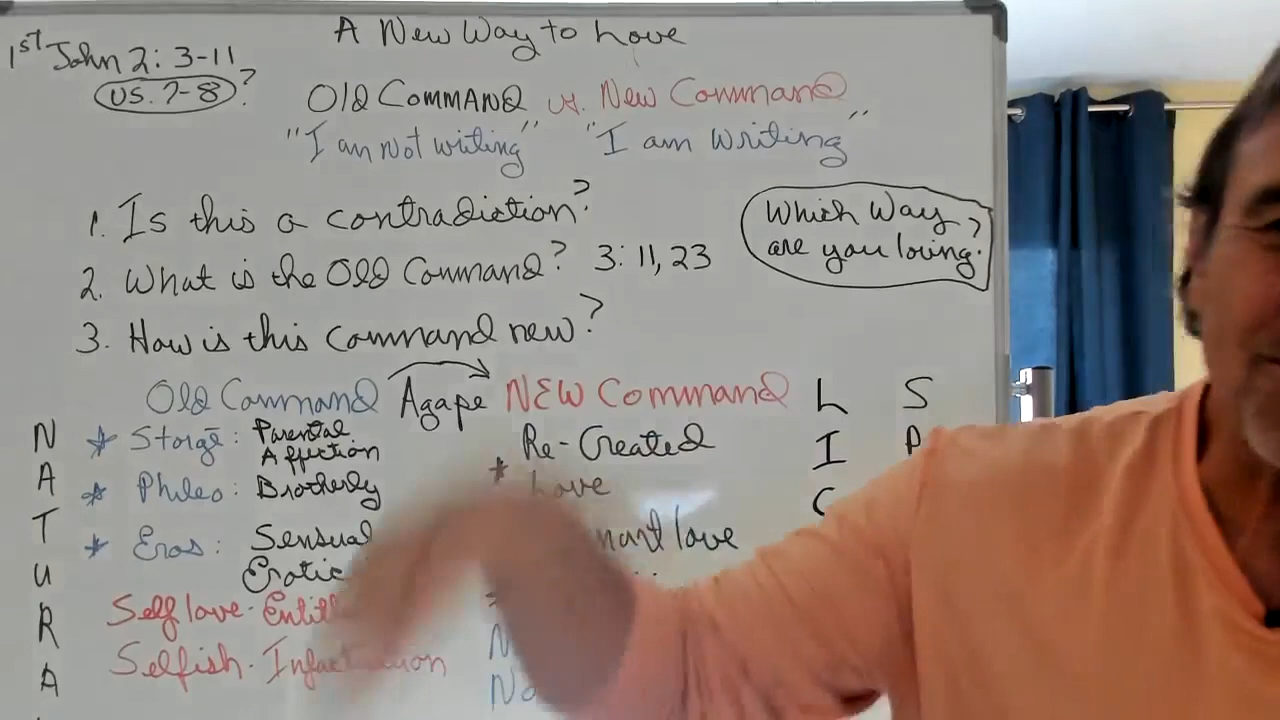 A New Way to Love
1st John 2: 3-11
vs. 7-8?
Old Command vs. New Command
"I am Not writing" "I am writing"
1. Is this a contradiction?
2. What is the Old Command? 3: 11, 23
3. How is this command new?
Which Way
are you loving?
Old Command Agape NEW Command
* Storgē: Parental
Affection
* Phileo: Brotherly
* Eros: Sensual
Erotic
Self love-
Selfish-
Re-Created
* Love
love
N
A
T
U
R
A
L
I
C
S